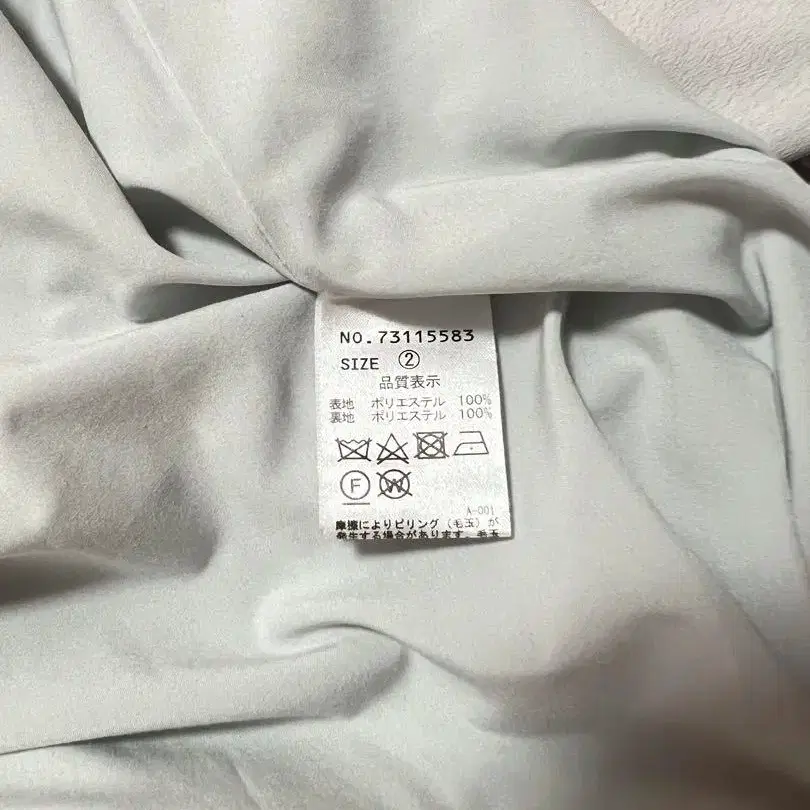 NO.73115583
SIZE ②
品質表示
表地 ポリエステル 100%
裏地 ポリエステル 100%
F W
A-001
摩擦によりピリング(毛玉)が
発生する場合があります。毛玉